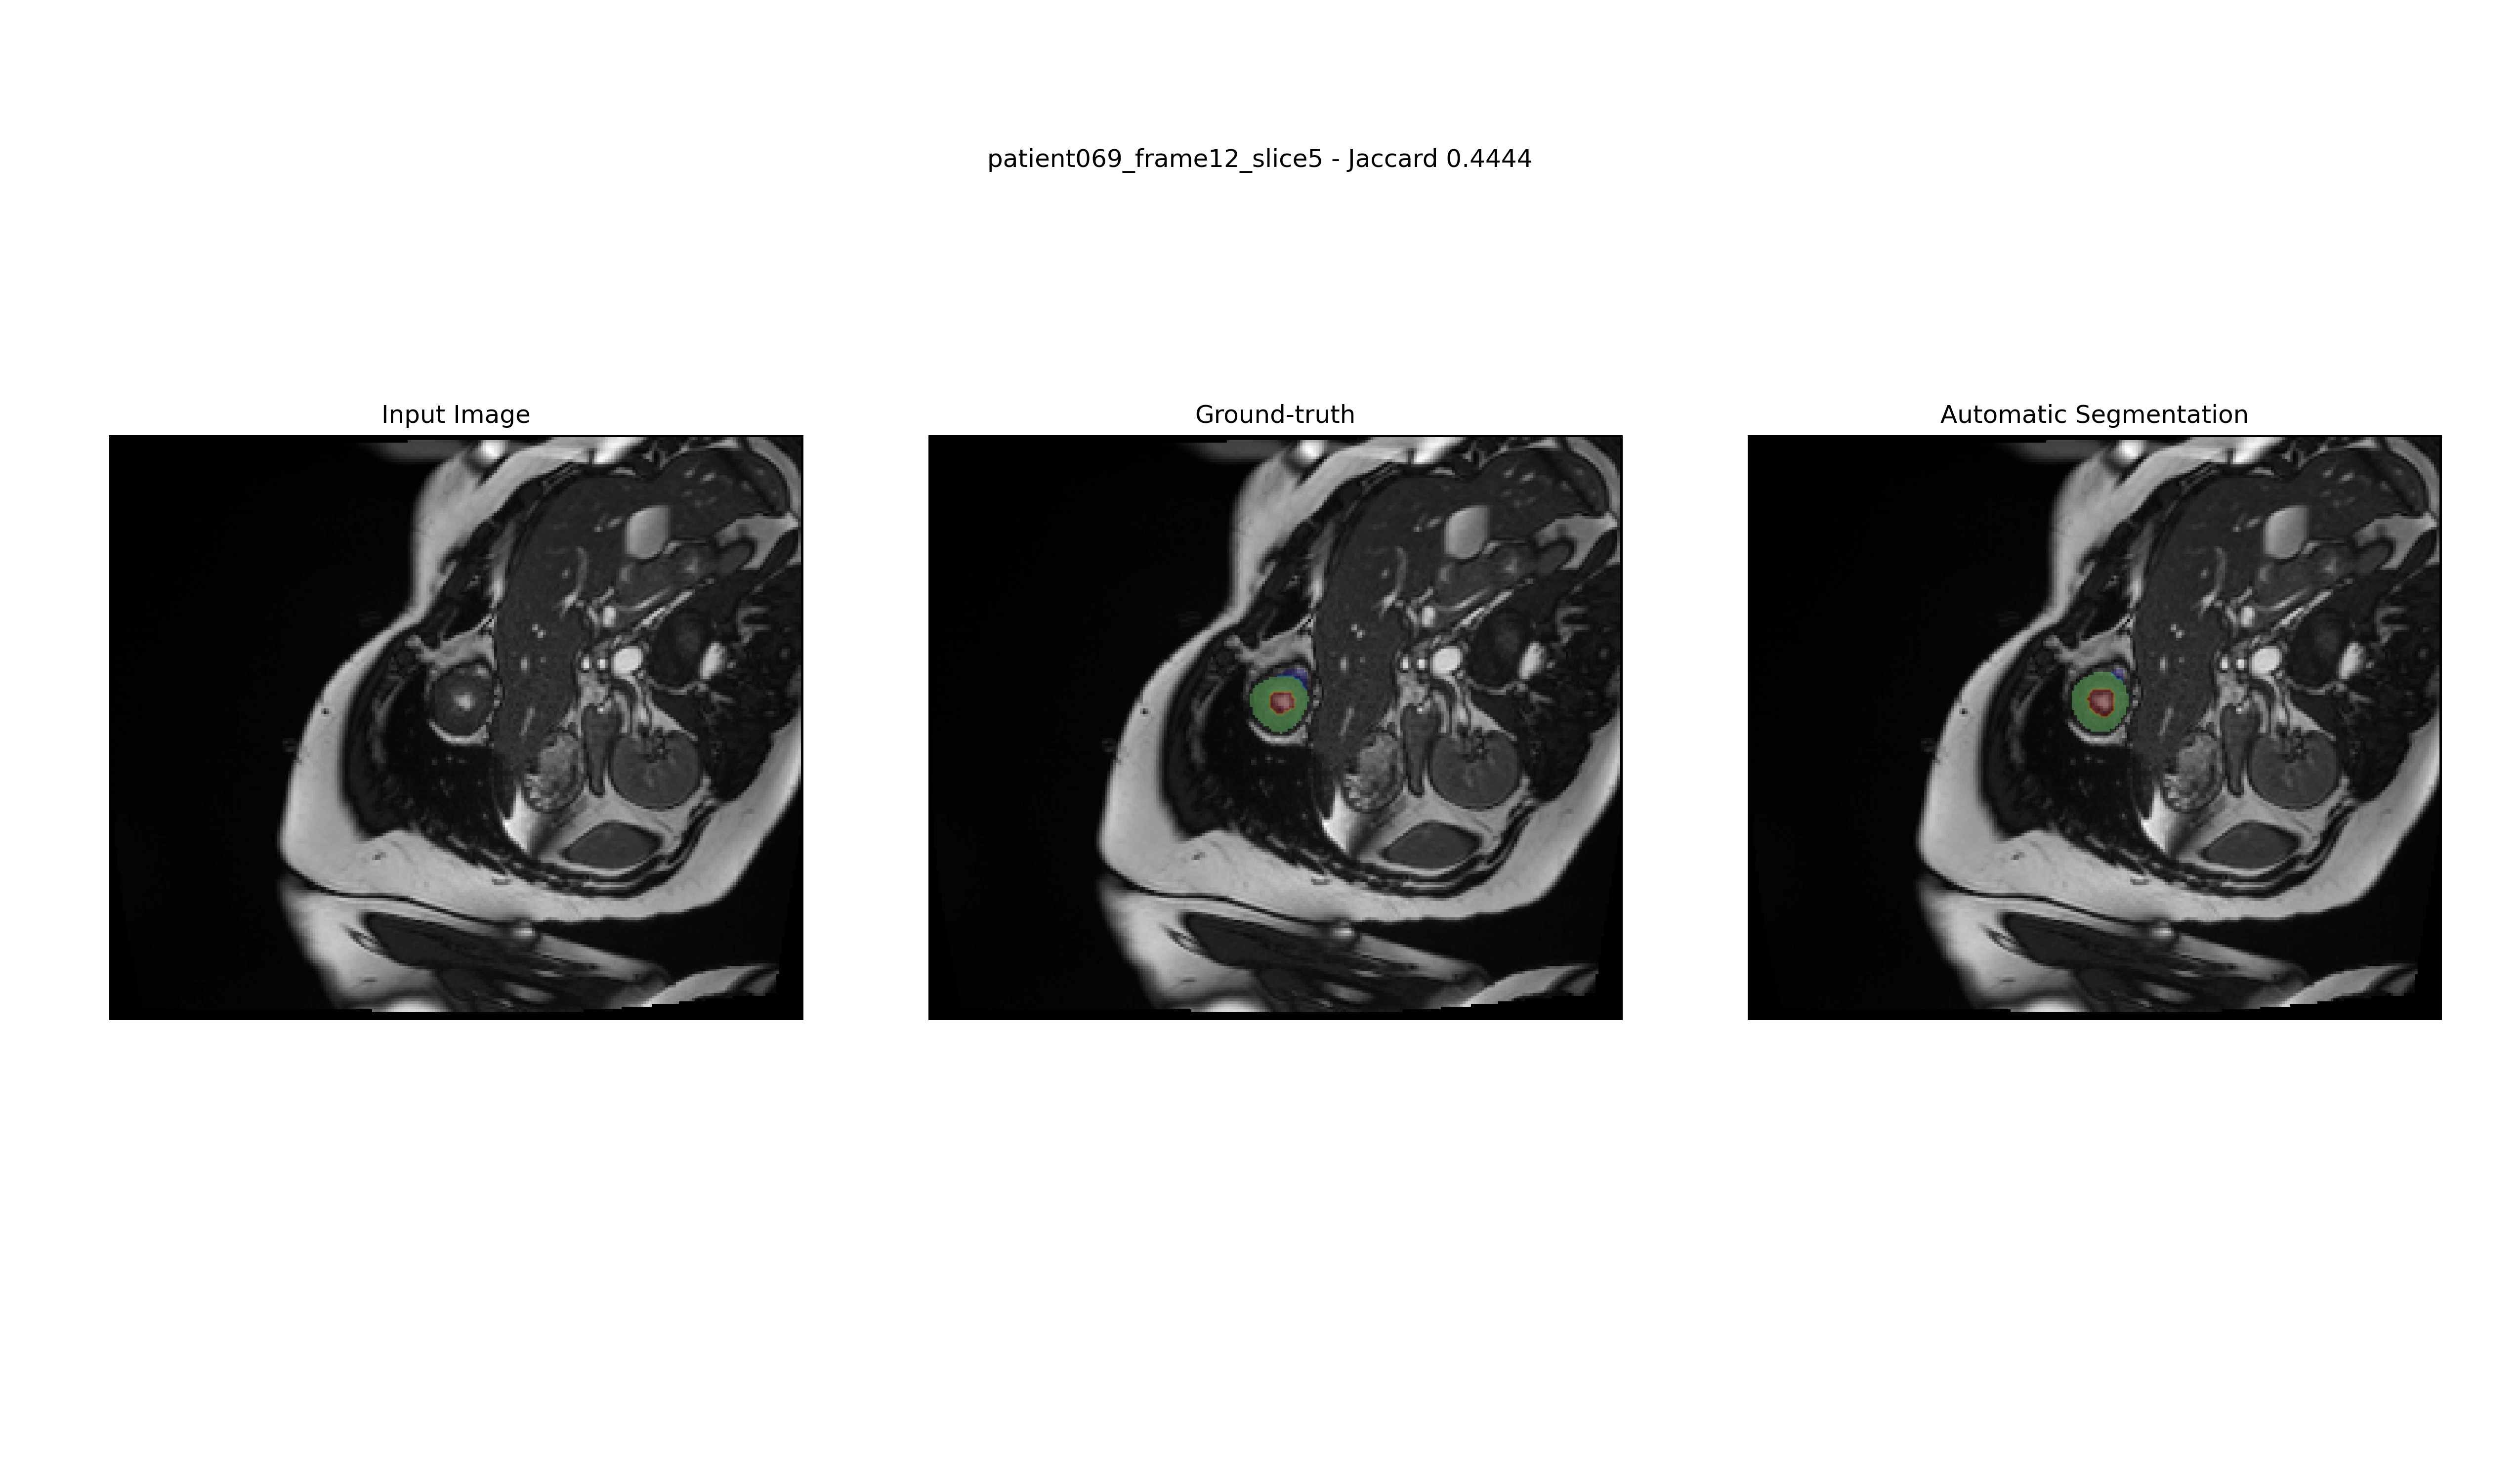 patient069_frame12_slice5 - Jaccard 0.4444
Input Image
Ground-truth
Automatic Segmentation